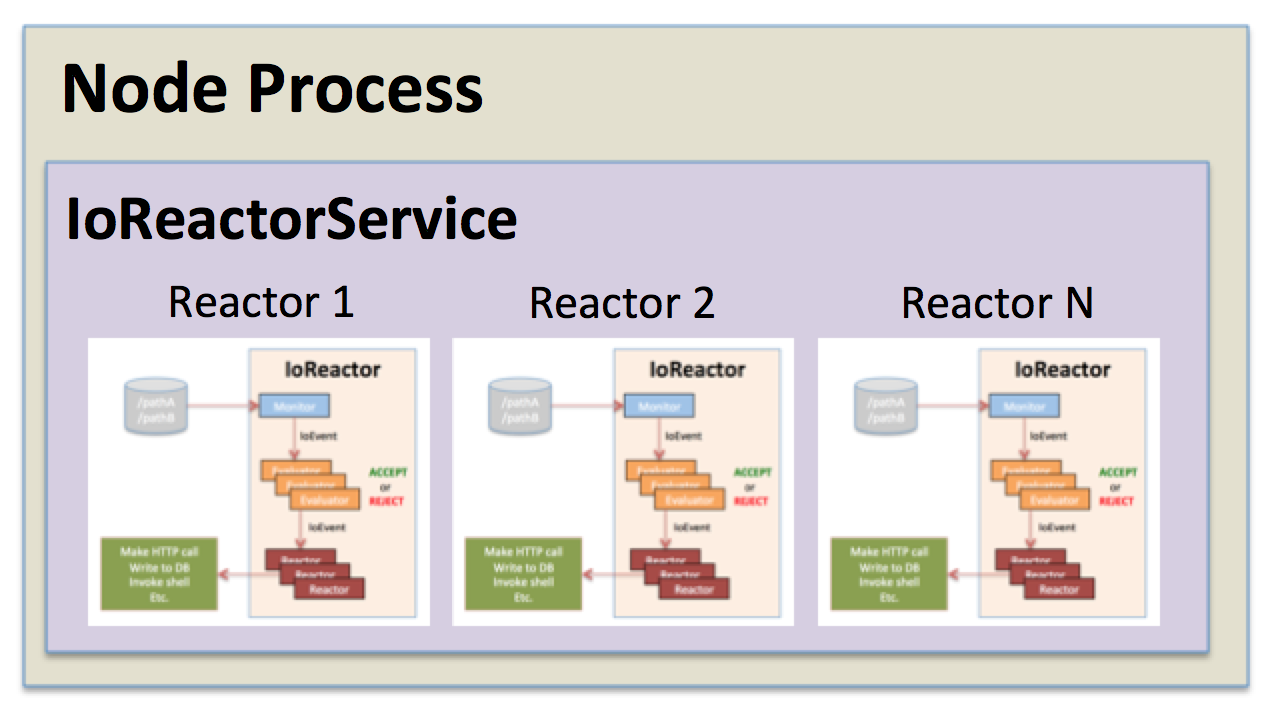 Node Process
IoReactorService
Reactor 1
Reactor 2
Reactor N
IoReactor
/pathA
/pathB
Monitor
IoEvent
Evaluator
Evaluator
Evaluator
ACCEPT
or
REJECT
IoEvent
Make HTTP call
Write to DB
Invoke shell
Etc.
Reactor
Reactor
Reactor
IoReactor
/pathA
/pathB
Monitor
IoEvent
Evaluator
Evaluator
Evaluator
ACCEPT
or
REJECT
IoEvent
Make HTTP call
Write to DB
Invoke shell
Etc.
Reactor
Reactor
Reactor
IoReactor
/pathA
/pathB
Monitor
IoEvent
Evaluator
Evaluator
Evaluator
ACCEPT
or
REJECT
IoEvent
Make HTTP call
Write to DB
Invoke shell
Etc.
Reactor
Reactor
Reactor